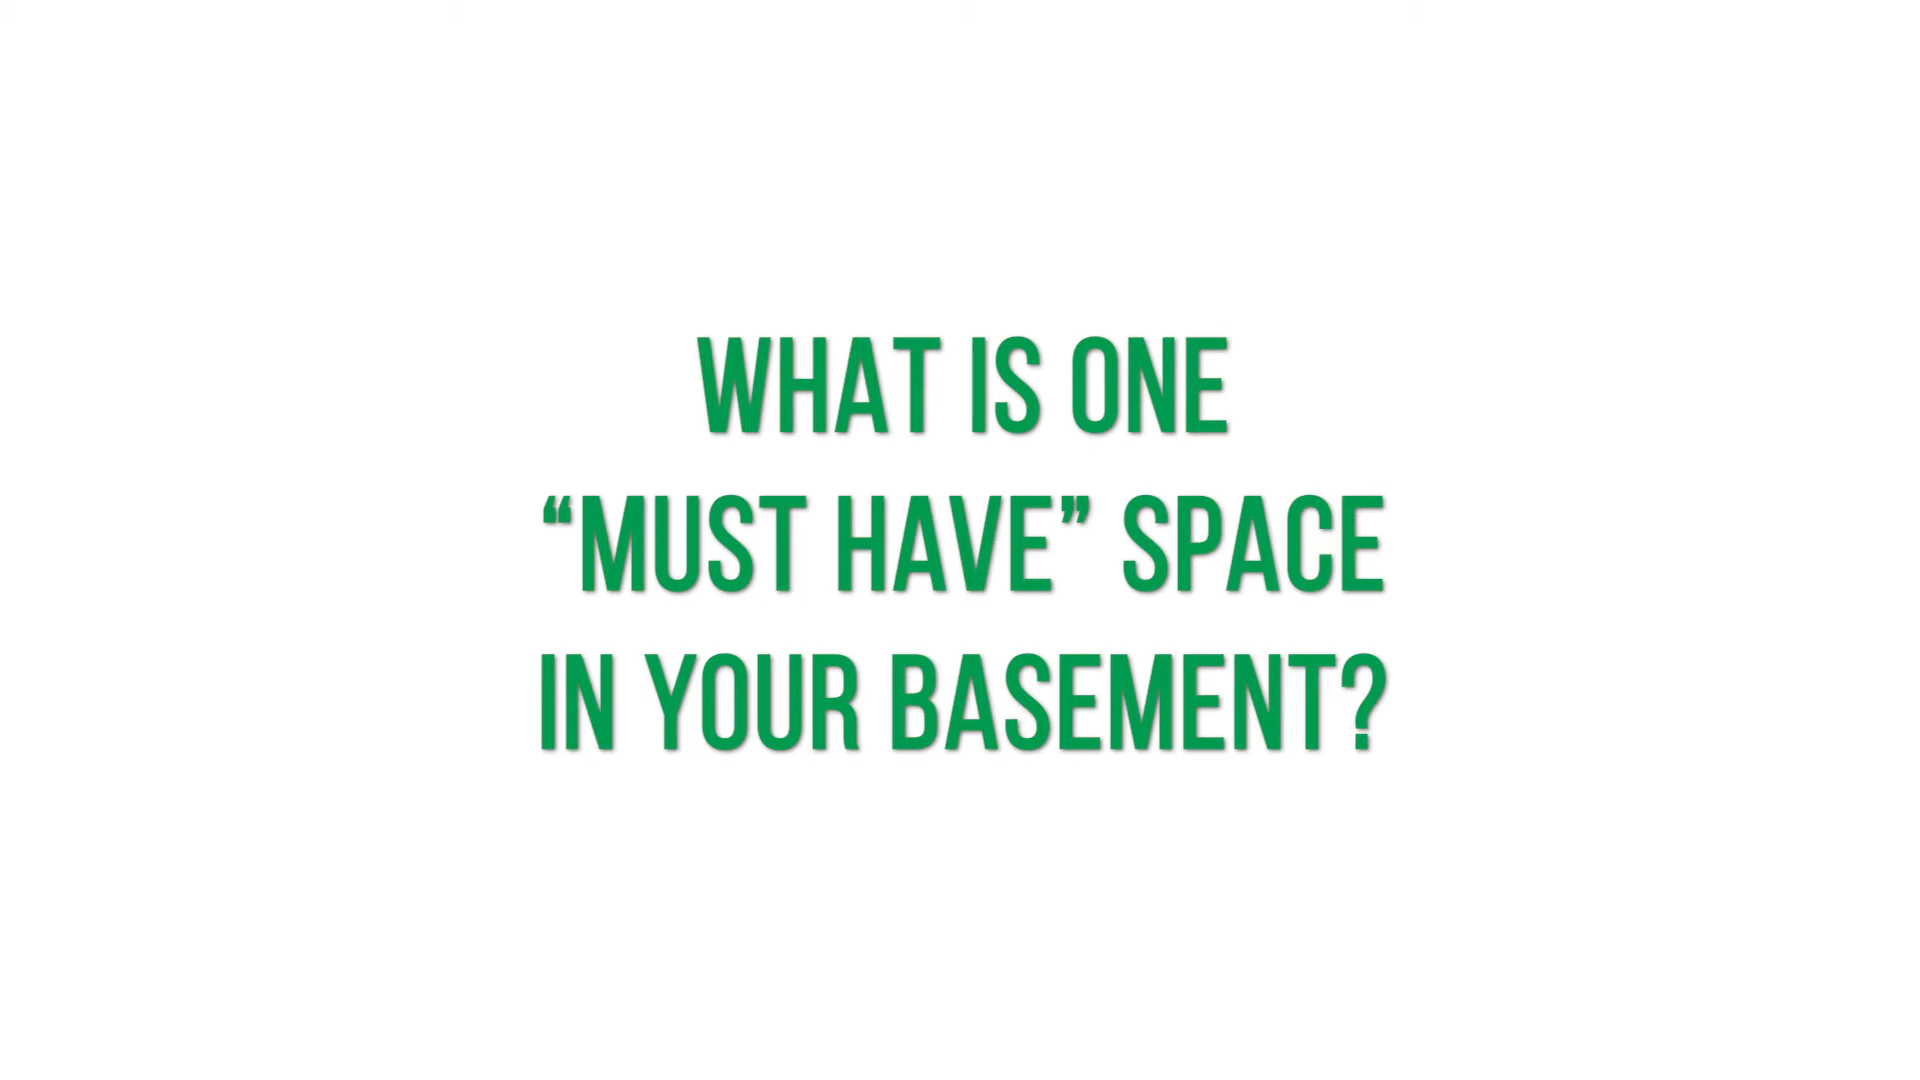 WHAT IS ONE
“MUST HAVE” SPACE
IN YOUR BASEMENT?